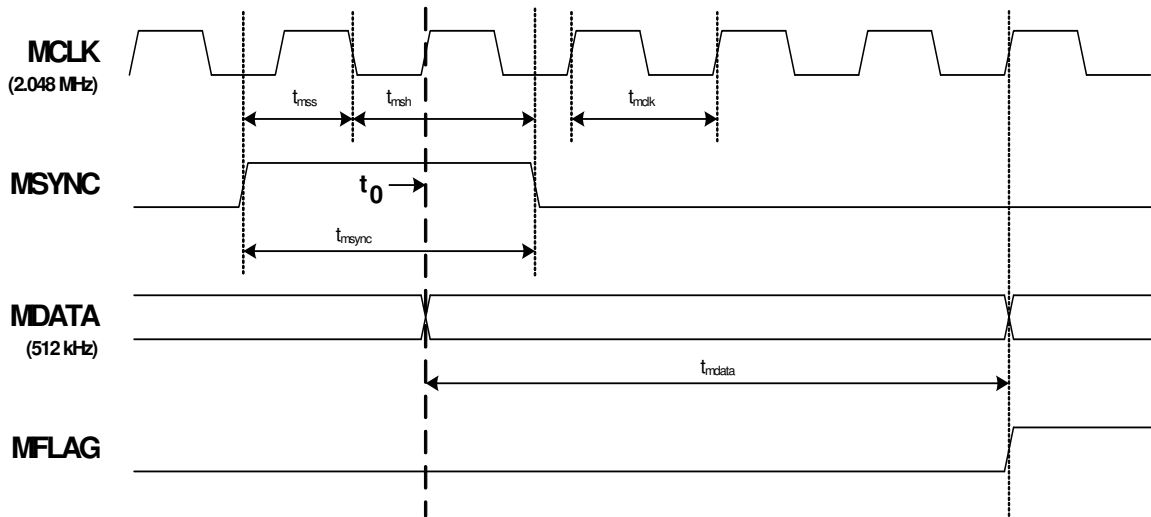 MCLK
(2.048 MHz)
tmss
tmsh
tmclk
MSYNC
t0
tmsync
MDATA
(512 kHz)
tmdata
MFLAG